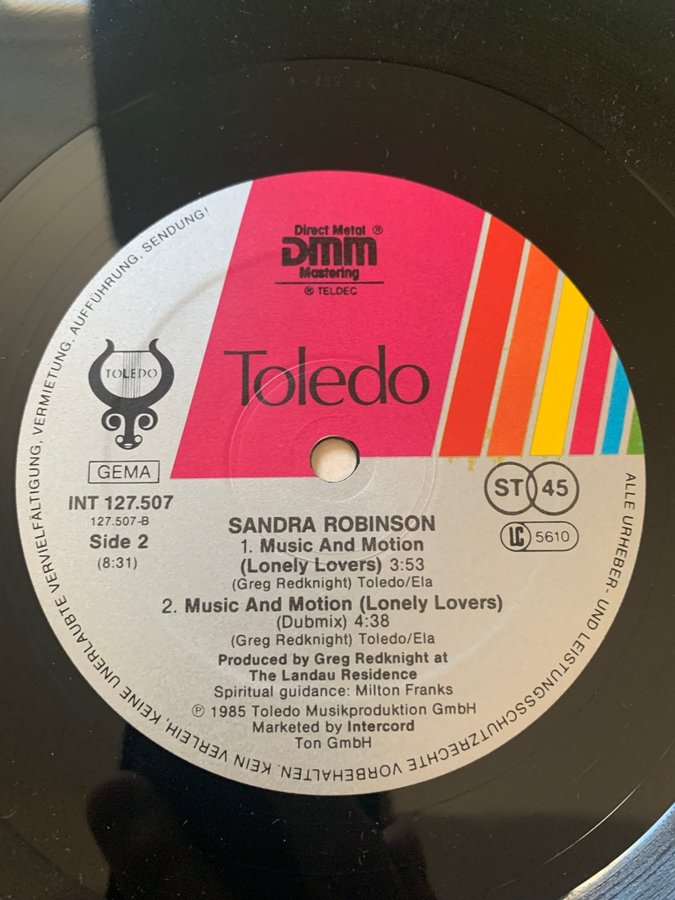 Direct Metal ®
DMM
Mastering
® TELDEC
TOLEDO
Toledo
GEMA
INT 127.507
127.507-B
Side 2
(8:31)
ST 45
LC 5610
SANDRA ROBINSON
1. Music And Motion
(Lonely Lovers) 3:53
(Greg Redknight) Toledo/Ela
2. Music And Motion (Lonely Lovers)
(Dubmix) 4:38
(Greg Redknight) Toledo/Ela
Produced by Greg Redknight at
The Landau Residence
Spiritual guidance: Milton Franks
℗ 1985 Toledo Musikproduktion GmbH
Marketed by Intercord
Ton GmbH
ALLE URHEBER- UND LEISTUNGSSCHUTZRECHTE VORBEHALTEN. KEIN VERLEIH, KEINE UNERLAUBTE VERVIELFÄLTIGUNG, VERMIETUNG, AUFFÜHRUNG, SENDUNG!